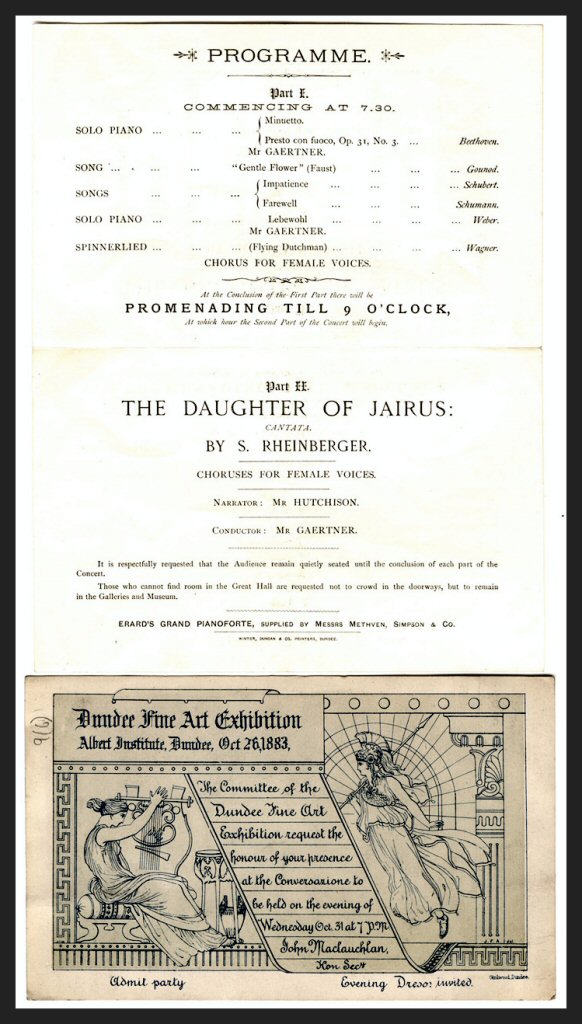 PROGRAMME.
Part I.
COMMENCING AT 7.30.
SOLO PIANO ... ... ... { Minuetto.
Presto con fuoco, Op. 31, No. 3. ... Beethoven.
Mr GAERTNER.
SONG ... ... ... "Gentle Flower" (Faust) ... ... ... Gounod.
SONGS ... ... ... { Impatience ... ... ... ... Schubert.
Farewell ... ... ... Schumann.
SOLO PIANO ... ... ... Lebewohl ... ... ... ... Weber.
Mr GAERTNER.
SPINNERLIED ... ... ... (Flying Dutchman) ... ... ... ... Wagner.
CHORUS FOR FEMALE VOICES.
At the Conclusion of the First Part there will be
PROMENADING TILL 9 O'CLOCK,
At which hour the Second Part of the Concert will begin.
Part II.
THE DAUGHTER OF JAIRUS:
CANTATA.
BY S. RHEINBERGER.
CHORUSES FOR FEMALE VOICES.
NARRATOR: MR HUTCHISON.
CONDUCTOR: MR GAERTNER.
It is respectfully requested that the Audience remain quietly seated until the conclusion of each part of the
Concert.
Those who cannot find room in the Great Hall are requested not to crowd in the doorways, but to remain
in the Galleries and Museum.
ERARD'S GRAND PIANOFORTE, SUPPLIED BY MESSRS METHVEN, SIMPSON & CO.
WINTER, DUNCAN & CO. PRINTERS, DUNDEE.
9(6)
Dundee Fine Art Exhibition
Albert Institute, Dundee, Oct 26, 1883,
The Committee of the
Dundee Fine Art
Exhibition request the
honour of your presence
at the Conversazione to
be held on the evening of
Wednesday Oct. 31 at 7 P.M
John Maclauchlan,
Hon Secy
Admit party
Evening Dress: invited.